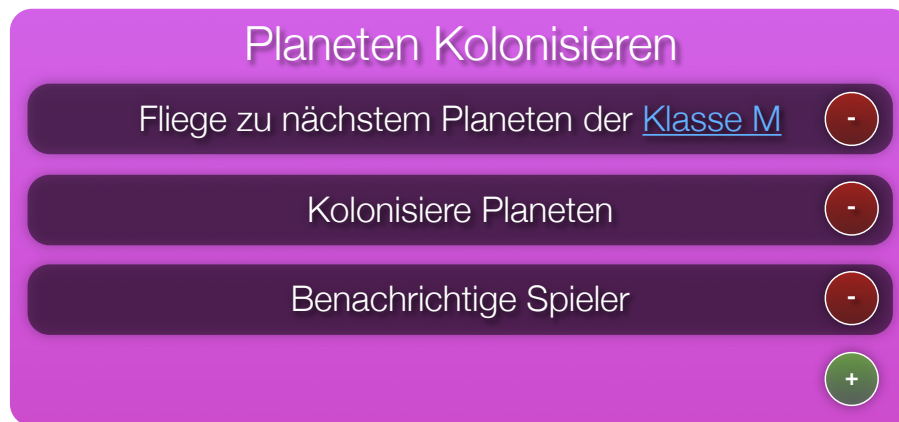 Planeten Kolonisieren
Fliege zu nächstem Planeten der Klasse M
-
Kolonisiere Planeten
-
Benachrichtige Spieler
-
+